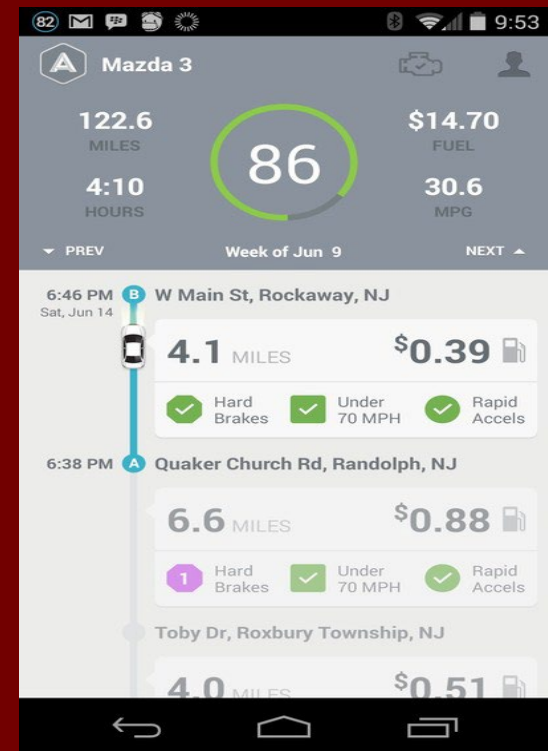 82 9:53
Mazda 3
122.6 $14.70
MILES FUEL
86
4:10 30.6
HOURS MPG
PREV Week of Jun 9 NEXT
6:46 PM B W Main St, Rockaway, NJ
Sat, Jun 14
4.1 MILES $0.39
Hard Under Rapid
Brakes 70 MPH Accels
6:38 PM A Quaker Church Rd, Randolph, NJ
6.6 MILES $0.88
1 Hard Under Rapid
Brakes 70 MPH Accels
Toby Dr, Roxbury Township, NJ
4.0 MILES $0.51